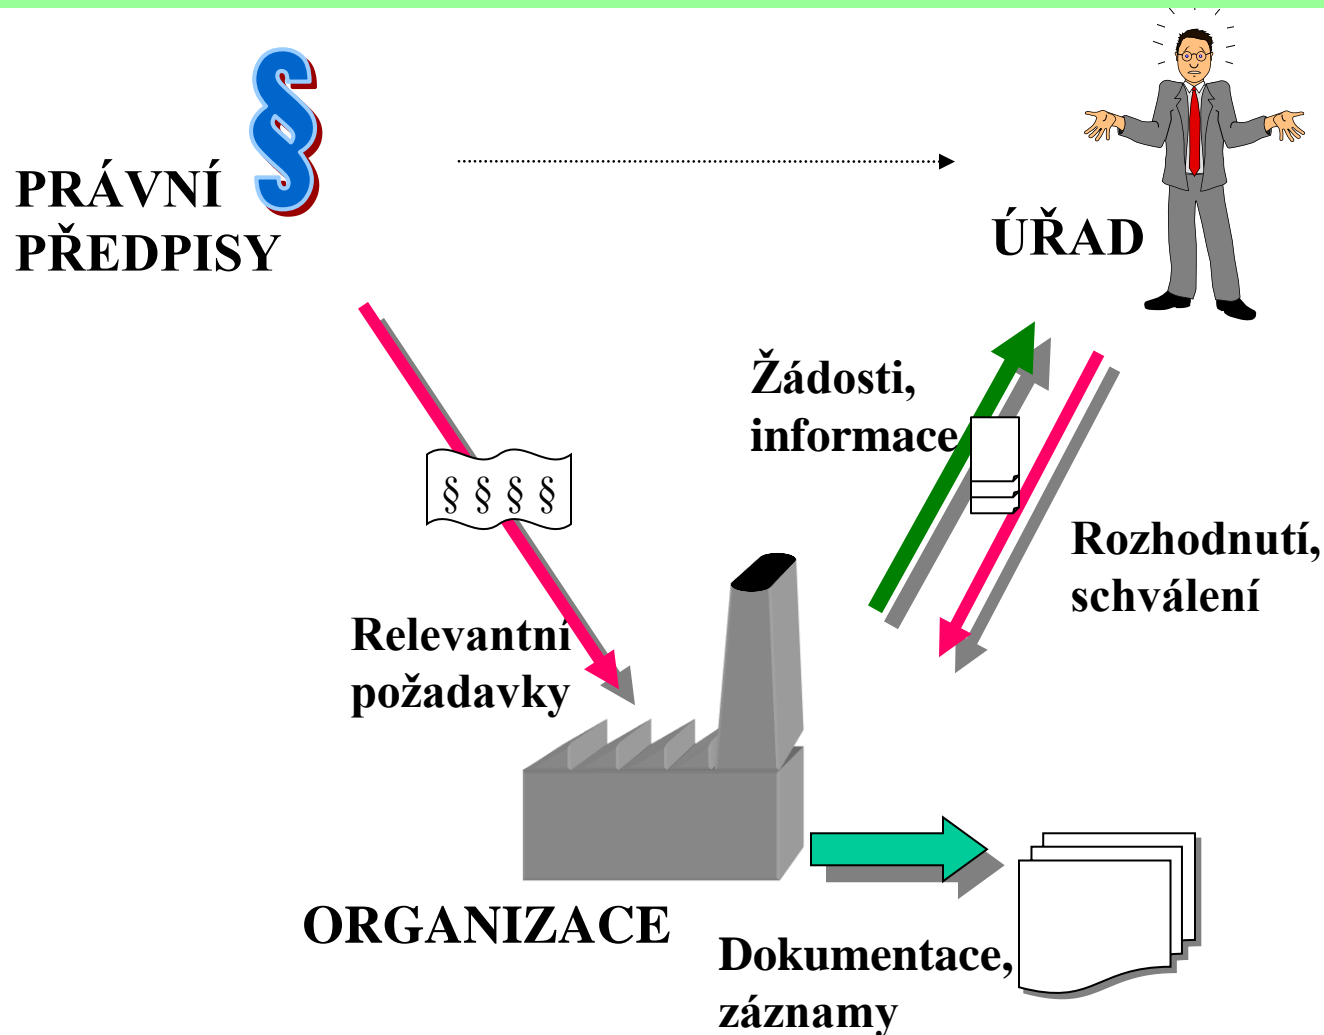 §
PRÁVNÍ
PŘEDPISY
ÚŘAD
Žádosti,
informace
§ § § §
Rozhodnutí,
schválení
Relevantní
požadavky
ORGANIZACE
Dokumentace,
záznamy